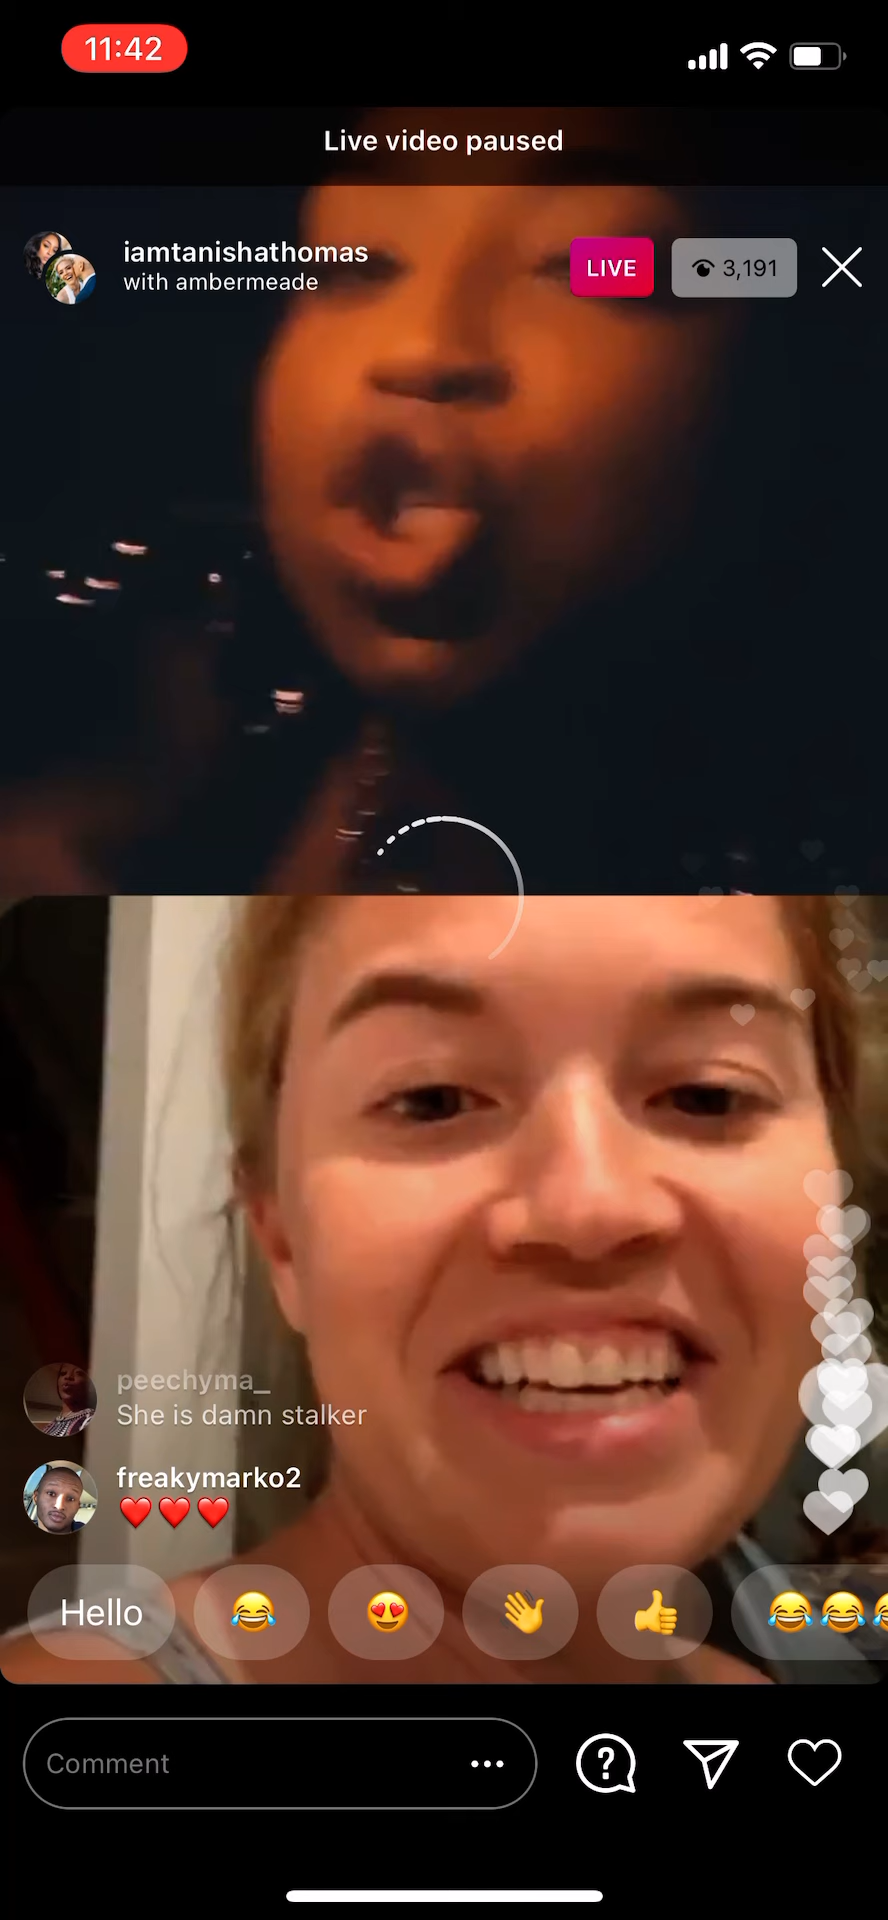 11:42
Live video paused
iamtanishathomas
with ambermeade
LIVE
3,191
peechyma_
She is damn stalker
freakymarko2
❤️❤️❤️
Hello
Comment